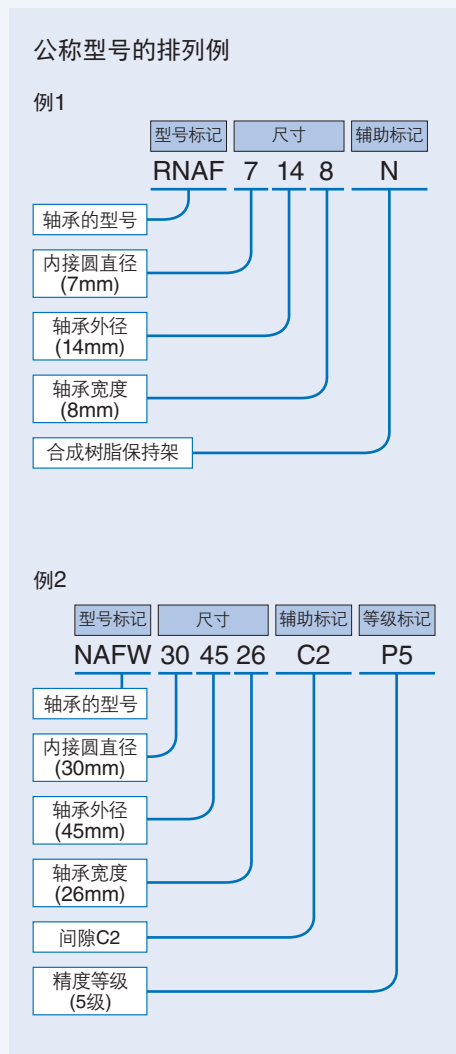 公称型号的排列例
例1
型号标记 尺寸 辅助标记
RNAF 7 14 8 N
轴承的型号
内接圆直径
(7mm)
轴承外径
(14mm)
轴承宽度
(8mm)
合成树脂保持架
例2
型号标记 尺寸 辅助标记 等级标记
NAFW 30 45 26 C2 P5
轴承的型号
内接圆直径
(30mm)
轴承外径
(45mm)
轴承宽度
(26mm)
间隙C2
精度等级
(5级)